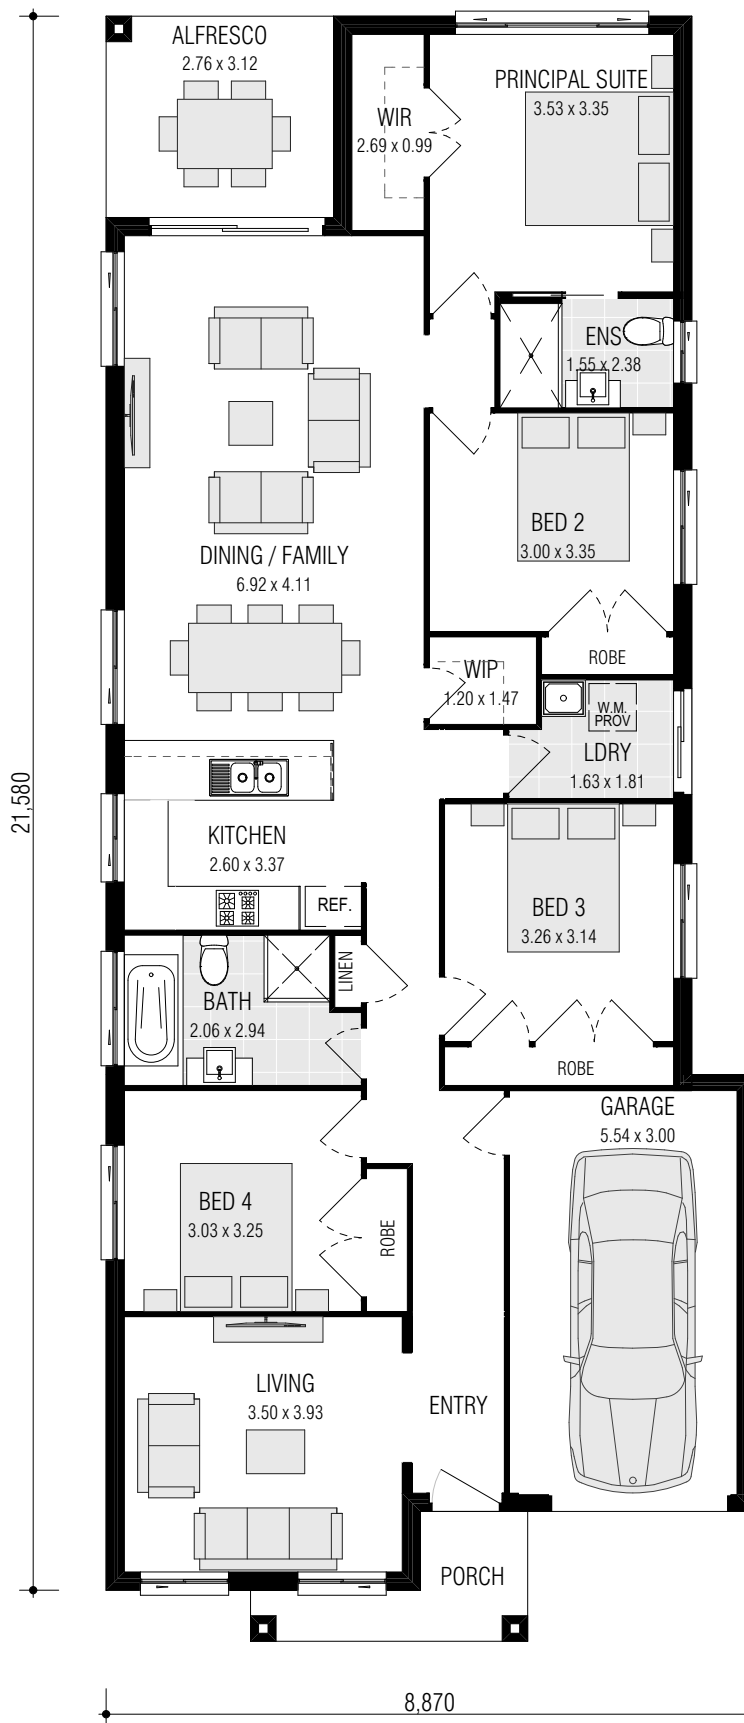 ALFRESCO
2.76 x 3.12
PRINCIPAL SUITE
3.53 x 3.35
WIR
2.69 x 0.99
ENS
1.55 x 2.38
BED 2
3.00 x 3.35
DINING / FAMILY
6.92 x 4.11
ROBE
WIP
1.20 x 1.47
W.M.
PROV
LDRY
1.63 x 1.81
21,580
KITCHEN
2.60 x 3.37
REF.
BED 3
3.26 x 3.14
LINEN
BATH
2.06 x 2.94
ROBE
GARAGE
5.54 x 3.00
BED 4
3.03 x 3.25
ROBE
LIVING
3.50 x 3.93
ENTRY
PORCH
8,870